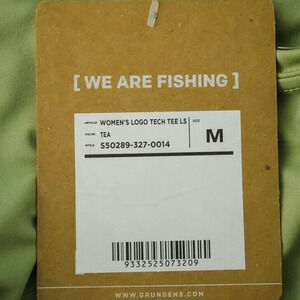 [ WE ARE FISHING ]
ARTICLE WOMEN'S LOGO TECH TEE LS SIZE
COLOR TEA M
STYLE S50289-327-0014
9332525073209
WWW.GRUNDENS.COM